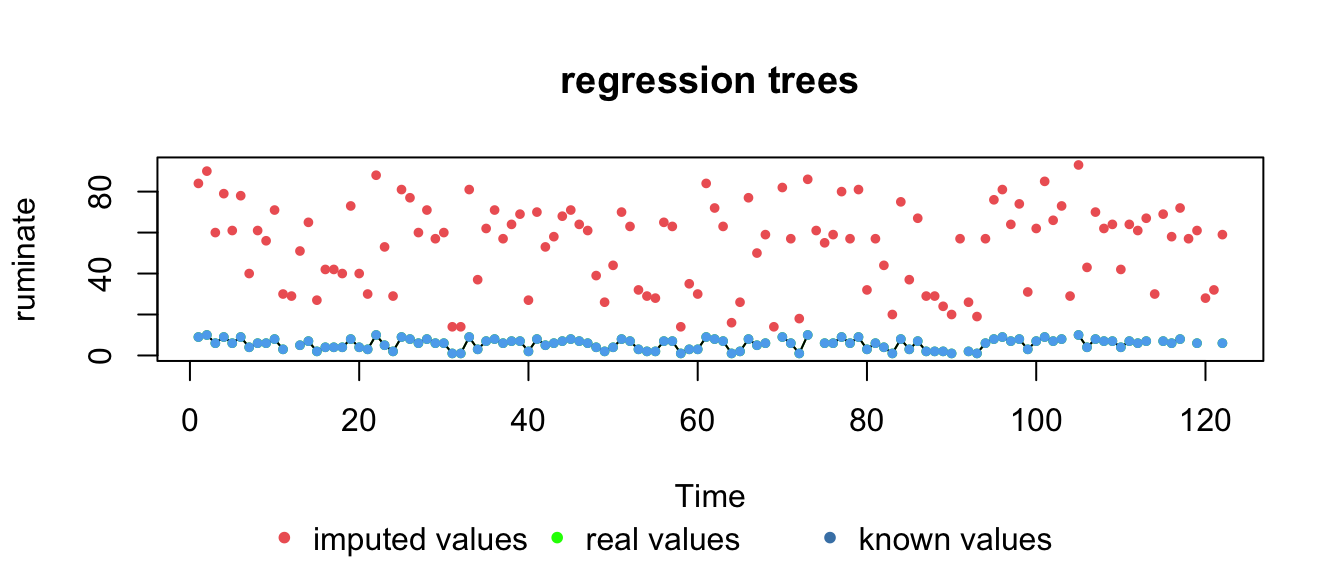 regression trees
ruminate
80
40
0
0 20 40 60 80 100 120
Time
imputed values real values known values